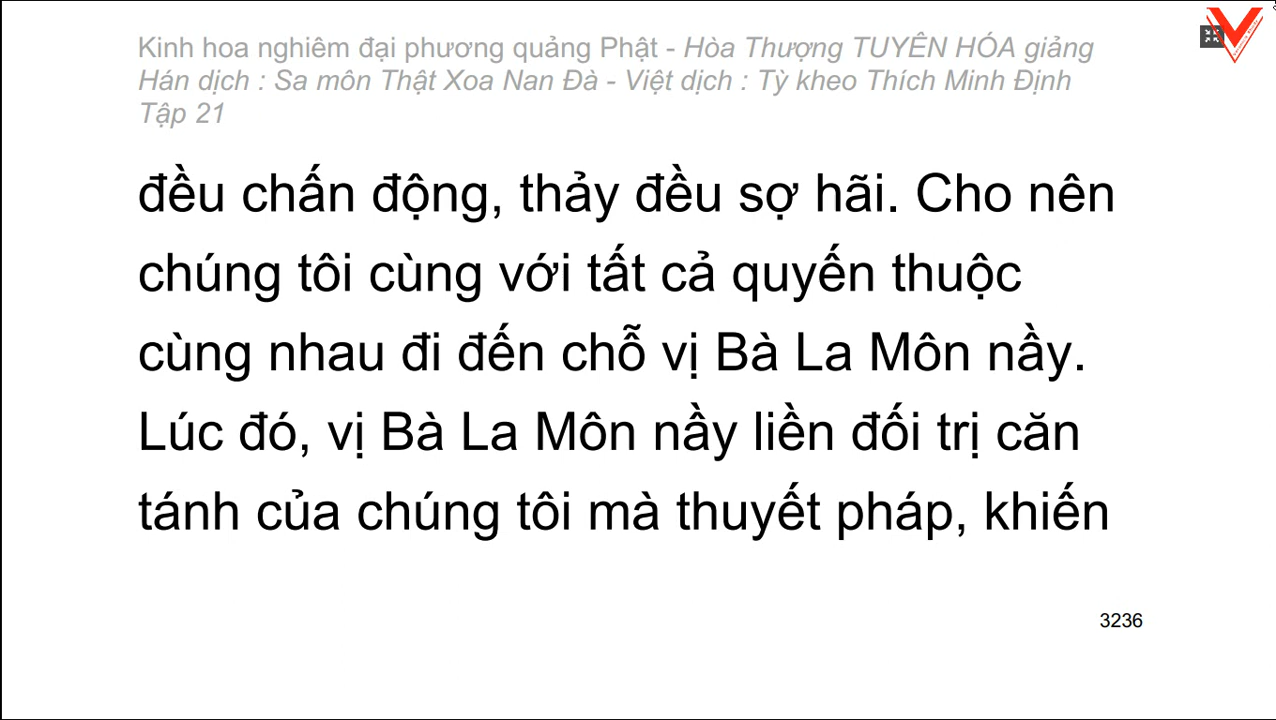 Kinh hoa nghiêm đại phương quảng Phật - Hòa Thượng TUYÊN HÓA giảng
Hán dịch : Sa môn Thật Xoa Nan Đà - Việt dịch : Tỳ kheo Thích Minh Định
Tập 21
đều chấn động, thảy đều sợ hãi. Cho nên
chúng tôi cùng với tất cả quyến thuộc
cùng nhau đi đến chỗ vị Bà La Môn nầy.
Lúc đó, vị Bà La Môn nầy liền đối trị căn
tánh của chúng tôi mà thuyết pháp, khiến
3236